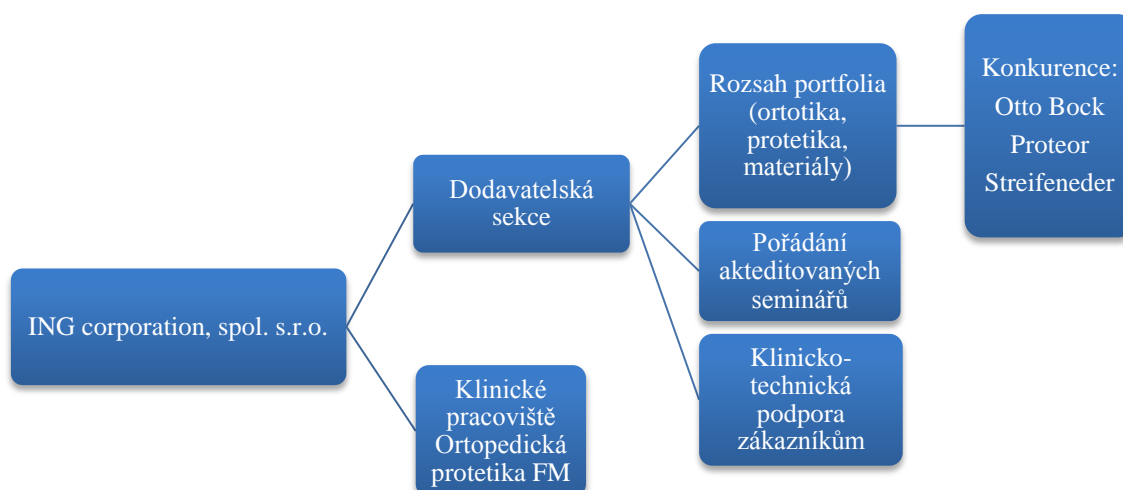 ING corporation, spol. s.r.o.
Dodavatelská
sekce
Klinické
pracoviště
Ortopedická
protetika FM
Rozsah portfolia
(ortotika,
protetika,
materiály)
Pořádání
akteditovaných
seminářů
Klinicko-
technická
podpora
zákazníkům
Konkurence:
Otto Bock
Proteor
Streifeneder